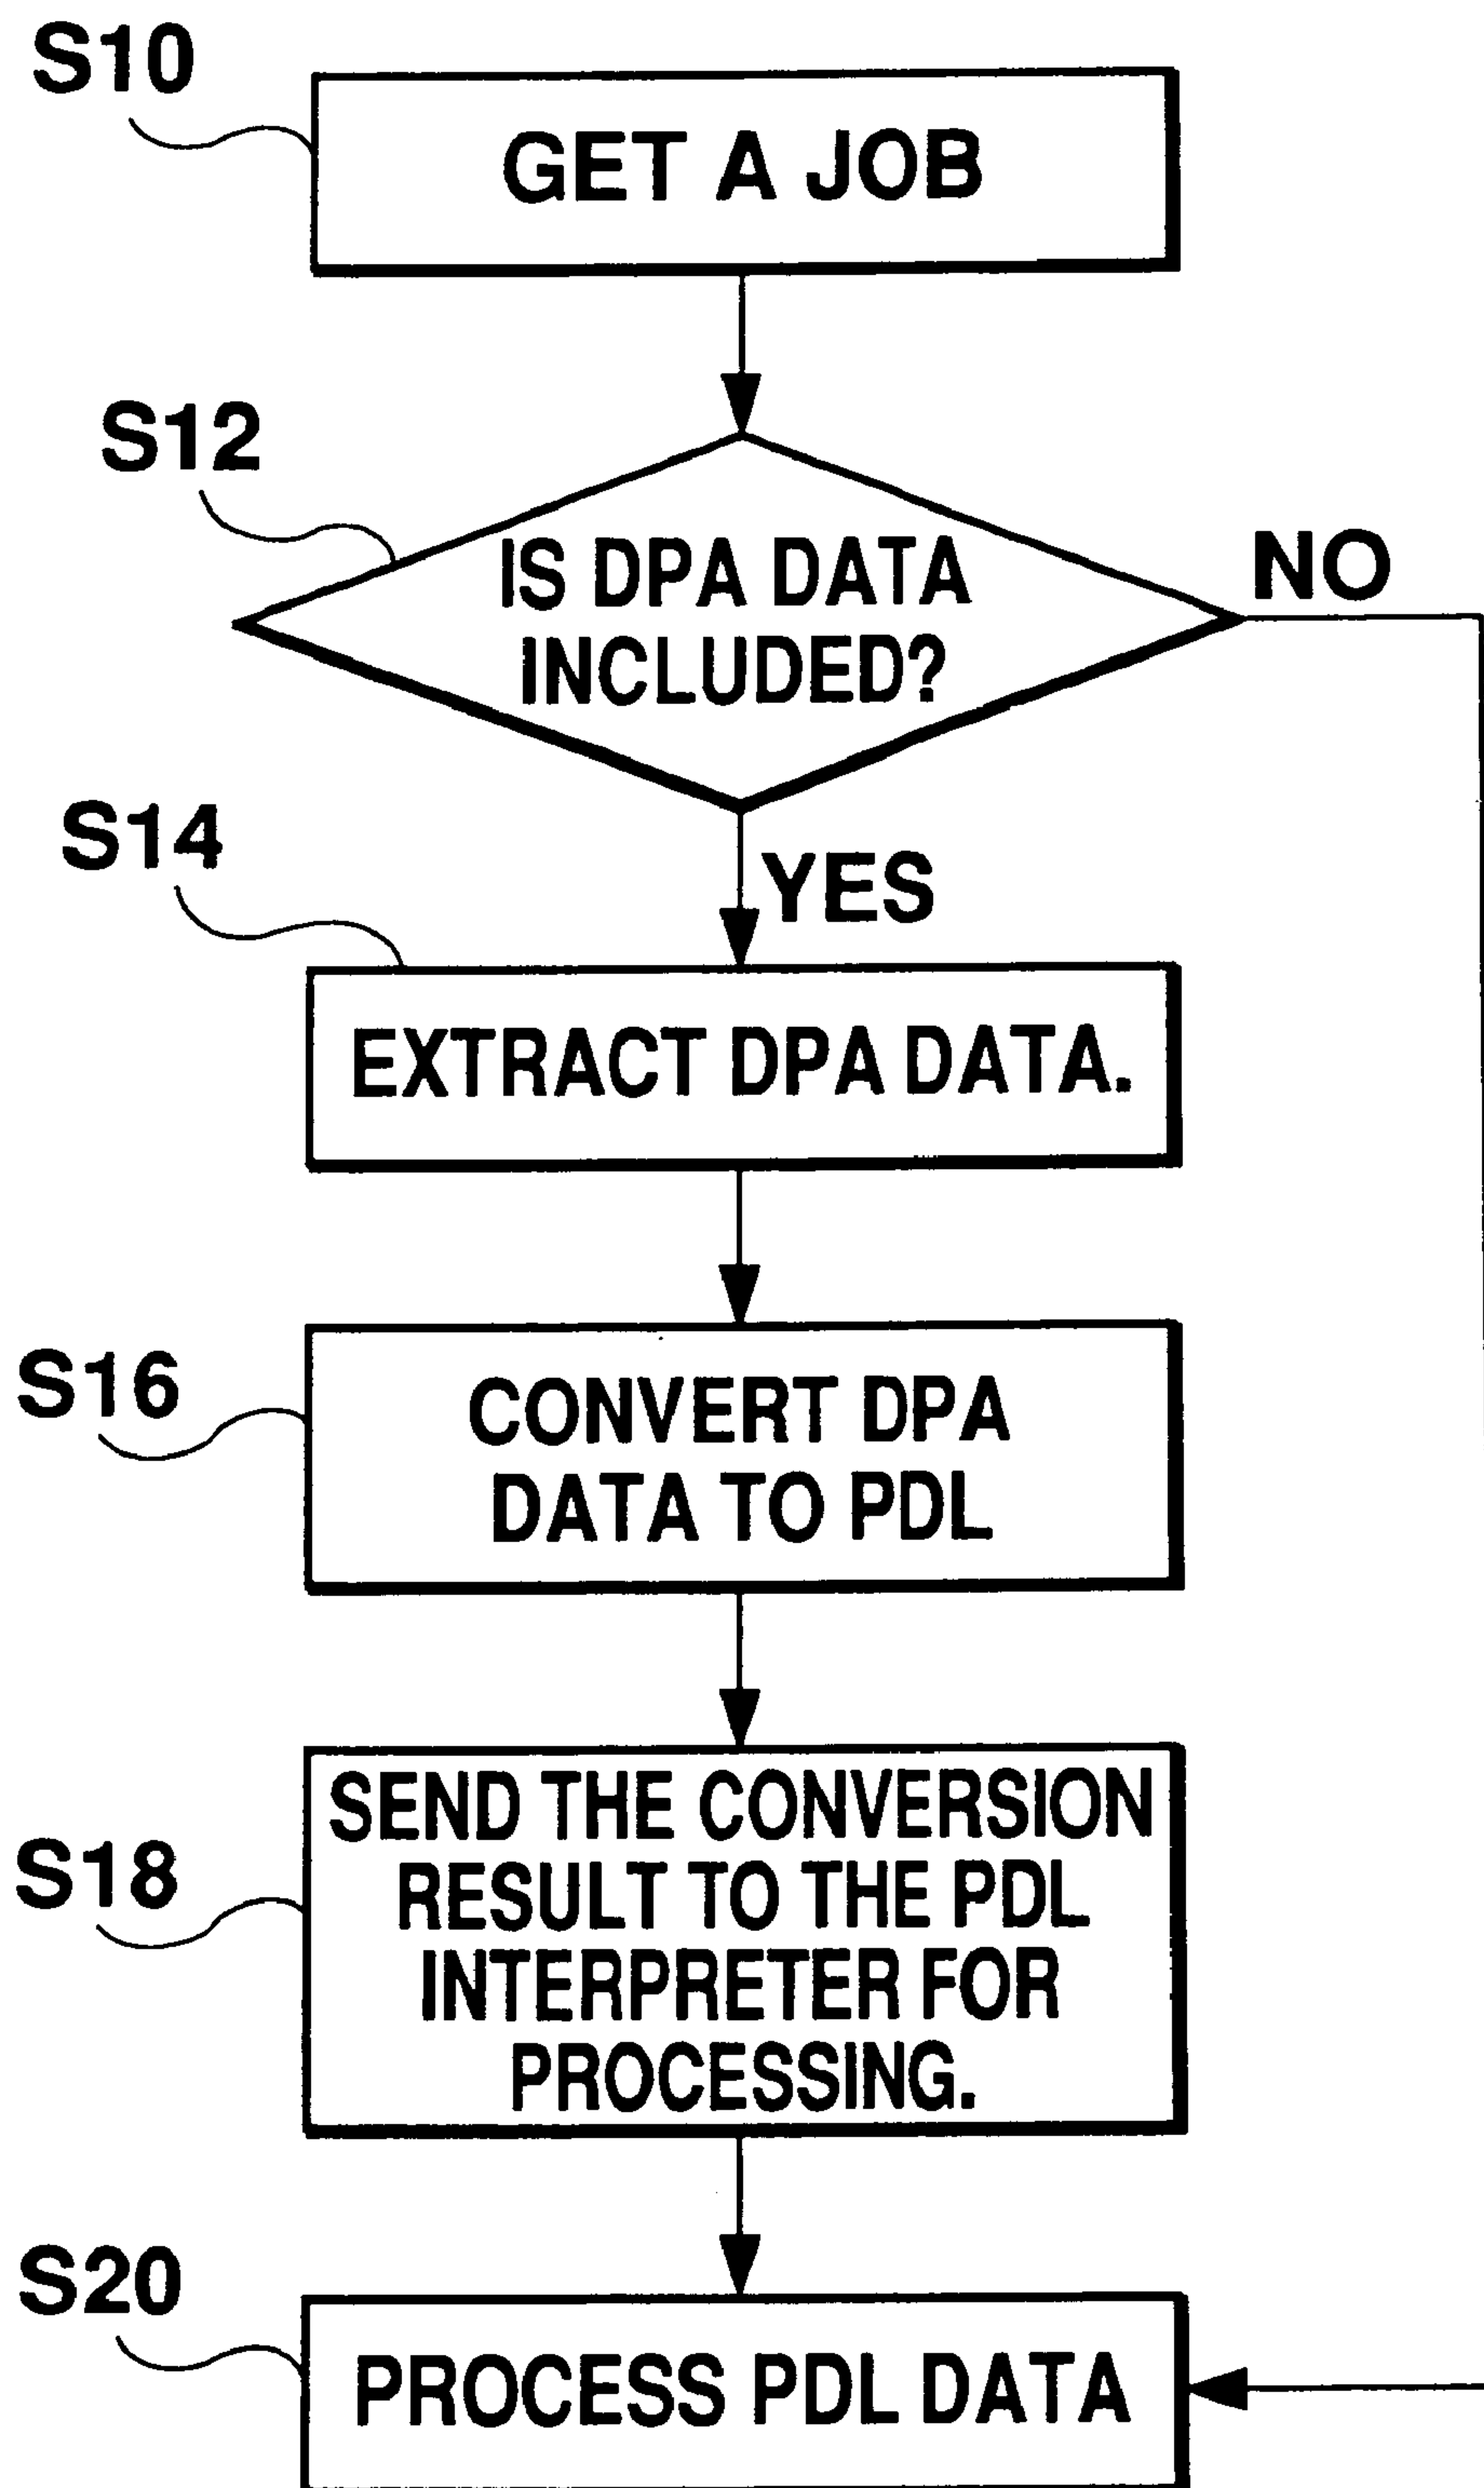 S10
GET A JOB
S12
IS DPA DATA
INCLUDED?
NO
S14
YES
EXTRACT DPA DATA.
S16
CONVERT DPA
DATA TO PDL
S18
SEND THE CONVERSION
RESULT TO THE PDL
INTERPRETER FOR
PROCESSING.
S20
PROCESS PDL DATA